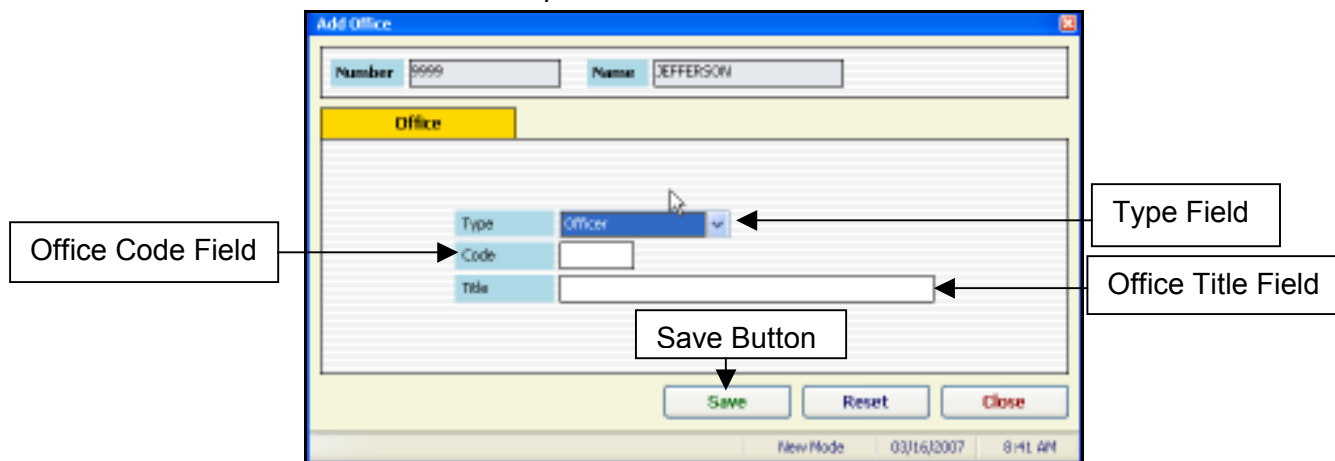 Add Office
Number 9999 Name JEFFERSON
Office
Type Officer
Type Field
Office Code Field
Code
Title
Office Title Field
Save Button
Save Reset Close
New Mode 03/16/2007 8:41 AM